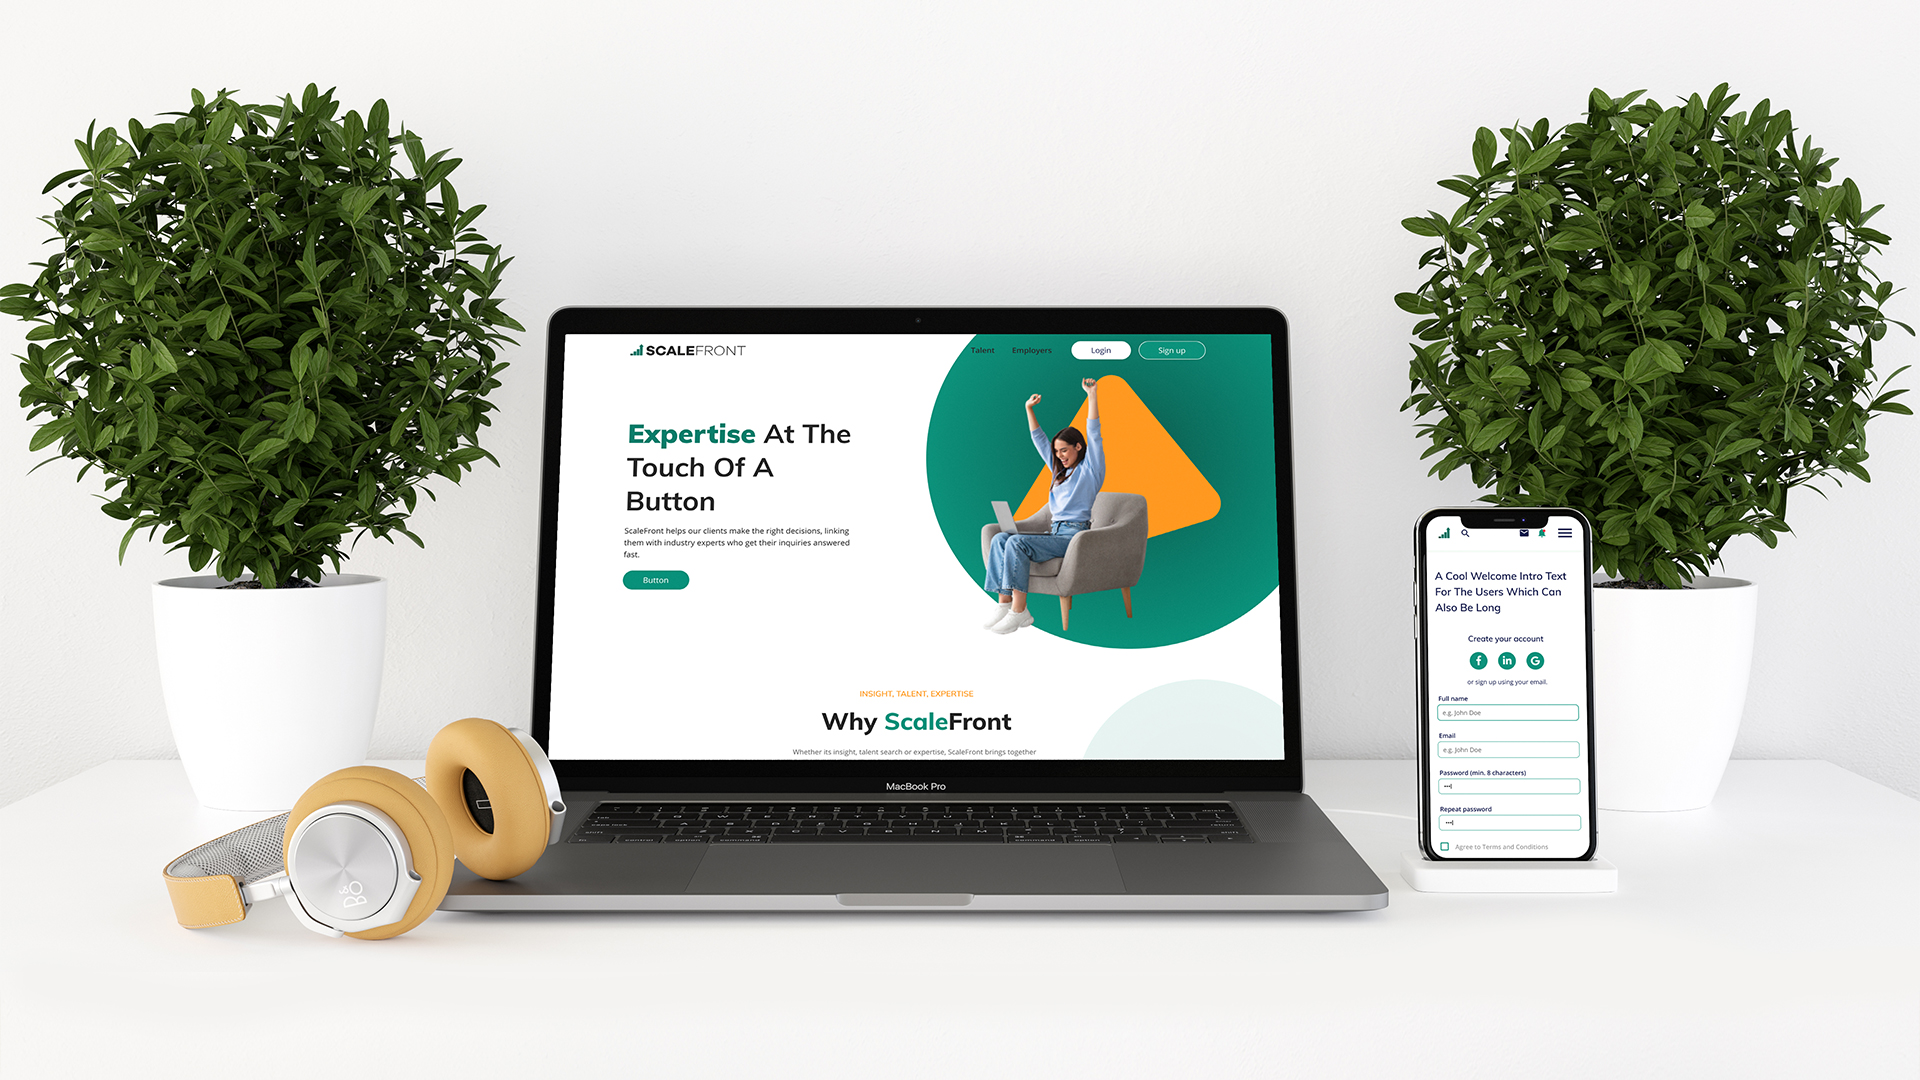 SCALEFRONT
Talent
Employers
Login
Sign up
Expertise At The
Touch Of A
Button
ScaleFront helps our clients make the right decisions, linking
them with industry experts who get their inquiries answered
fast.
Button
INSIGHT, TALENT, EXPERTISE
Why ScaleFront
Whether its insight, talent search or expertise, ScaleFront brings together
MacBook Pro
B&O
A Cool Welcome Intro Text
For The Users Which Can
Also Be Long
Create your account
f
in
G
or sign up using your email.
Full name
e.g. John Doe
Email
e.g. John Doe
Password (min. 8 characters)
Repeat password
Agree to Terms and Conditions